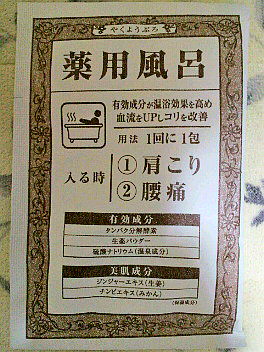 やくようぶろ
薬用風呂
有効成分が温浴効果を高め
血流をUPしコリを改善
用法 1回に1包
入る時
①肩こり
②腰痛
有効成分
タンパク分解酵素
生薬パウダー
硫酸ナトリウム(温泉成分)
美肌成分
ジンジャーエキス(生姜)
チンピエキス(みかん)
(保湿成分)